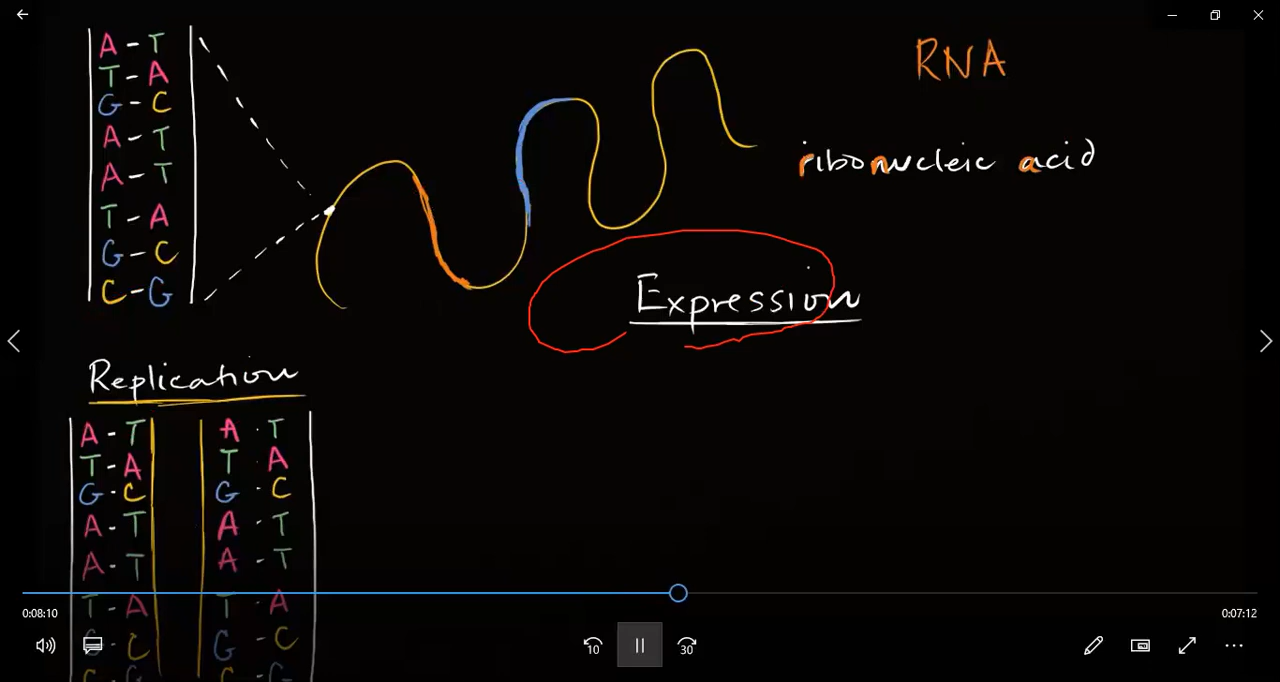 A - T
T - A
G - C
A - T
A - T
T - A
G - C
C - G
RNA
ribonucleic acid
Expression
Replication
A - T A · T
T - A T · A
G - C G · C
A - T A - T
A - T A - T
T - A T · A
G - C G - C
C - G C - G
0:08:10
0:07:12
10
30